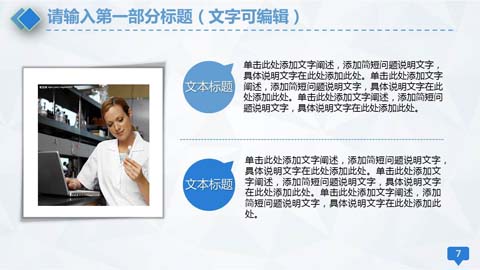 请输入第一部分标题（文字可编辑）
文本标题
单击此处添加文字阐述，添加简短问题说明文字，
具体说明文字在此处添加此处。单击此处添加文字
阐述，添加简短问题说明文字，具体说明文字在此
处添加此处。单击此处添加文字阐述，添加简短问
题说明文字，具体说明文字在此处添加此处。
文本标题
单击此处添加文字阐述，添加简短问题说明文字，
具体说明文字在此处添加此处。单击此处添加文
字阐述，添加简短问题说明文字，具体说明文字
在此处添加此处。单击此处添加文字阐述，添加
简短问题说明文字，具体说明文字在此处添加此
处。
7